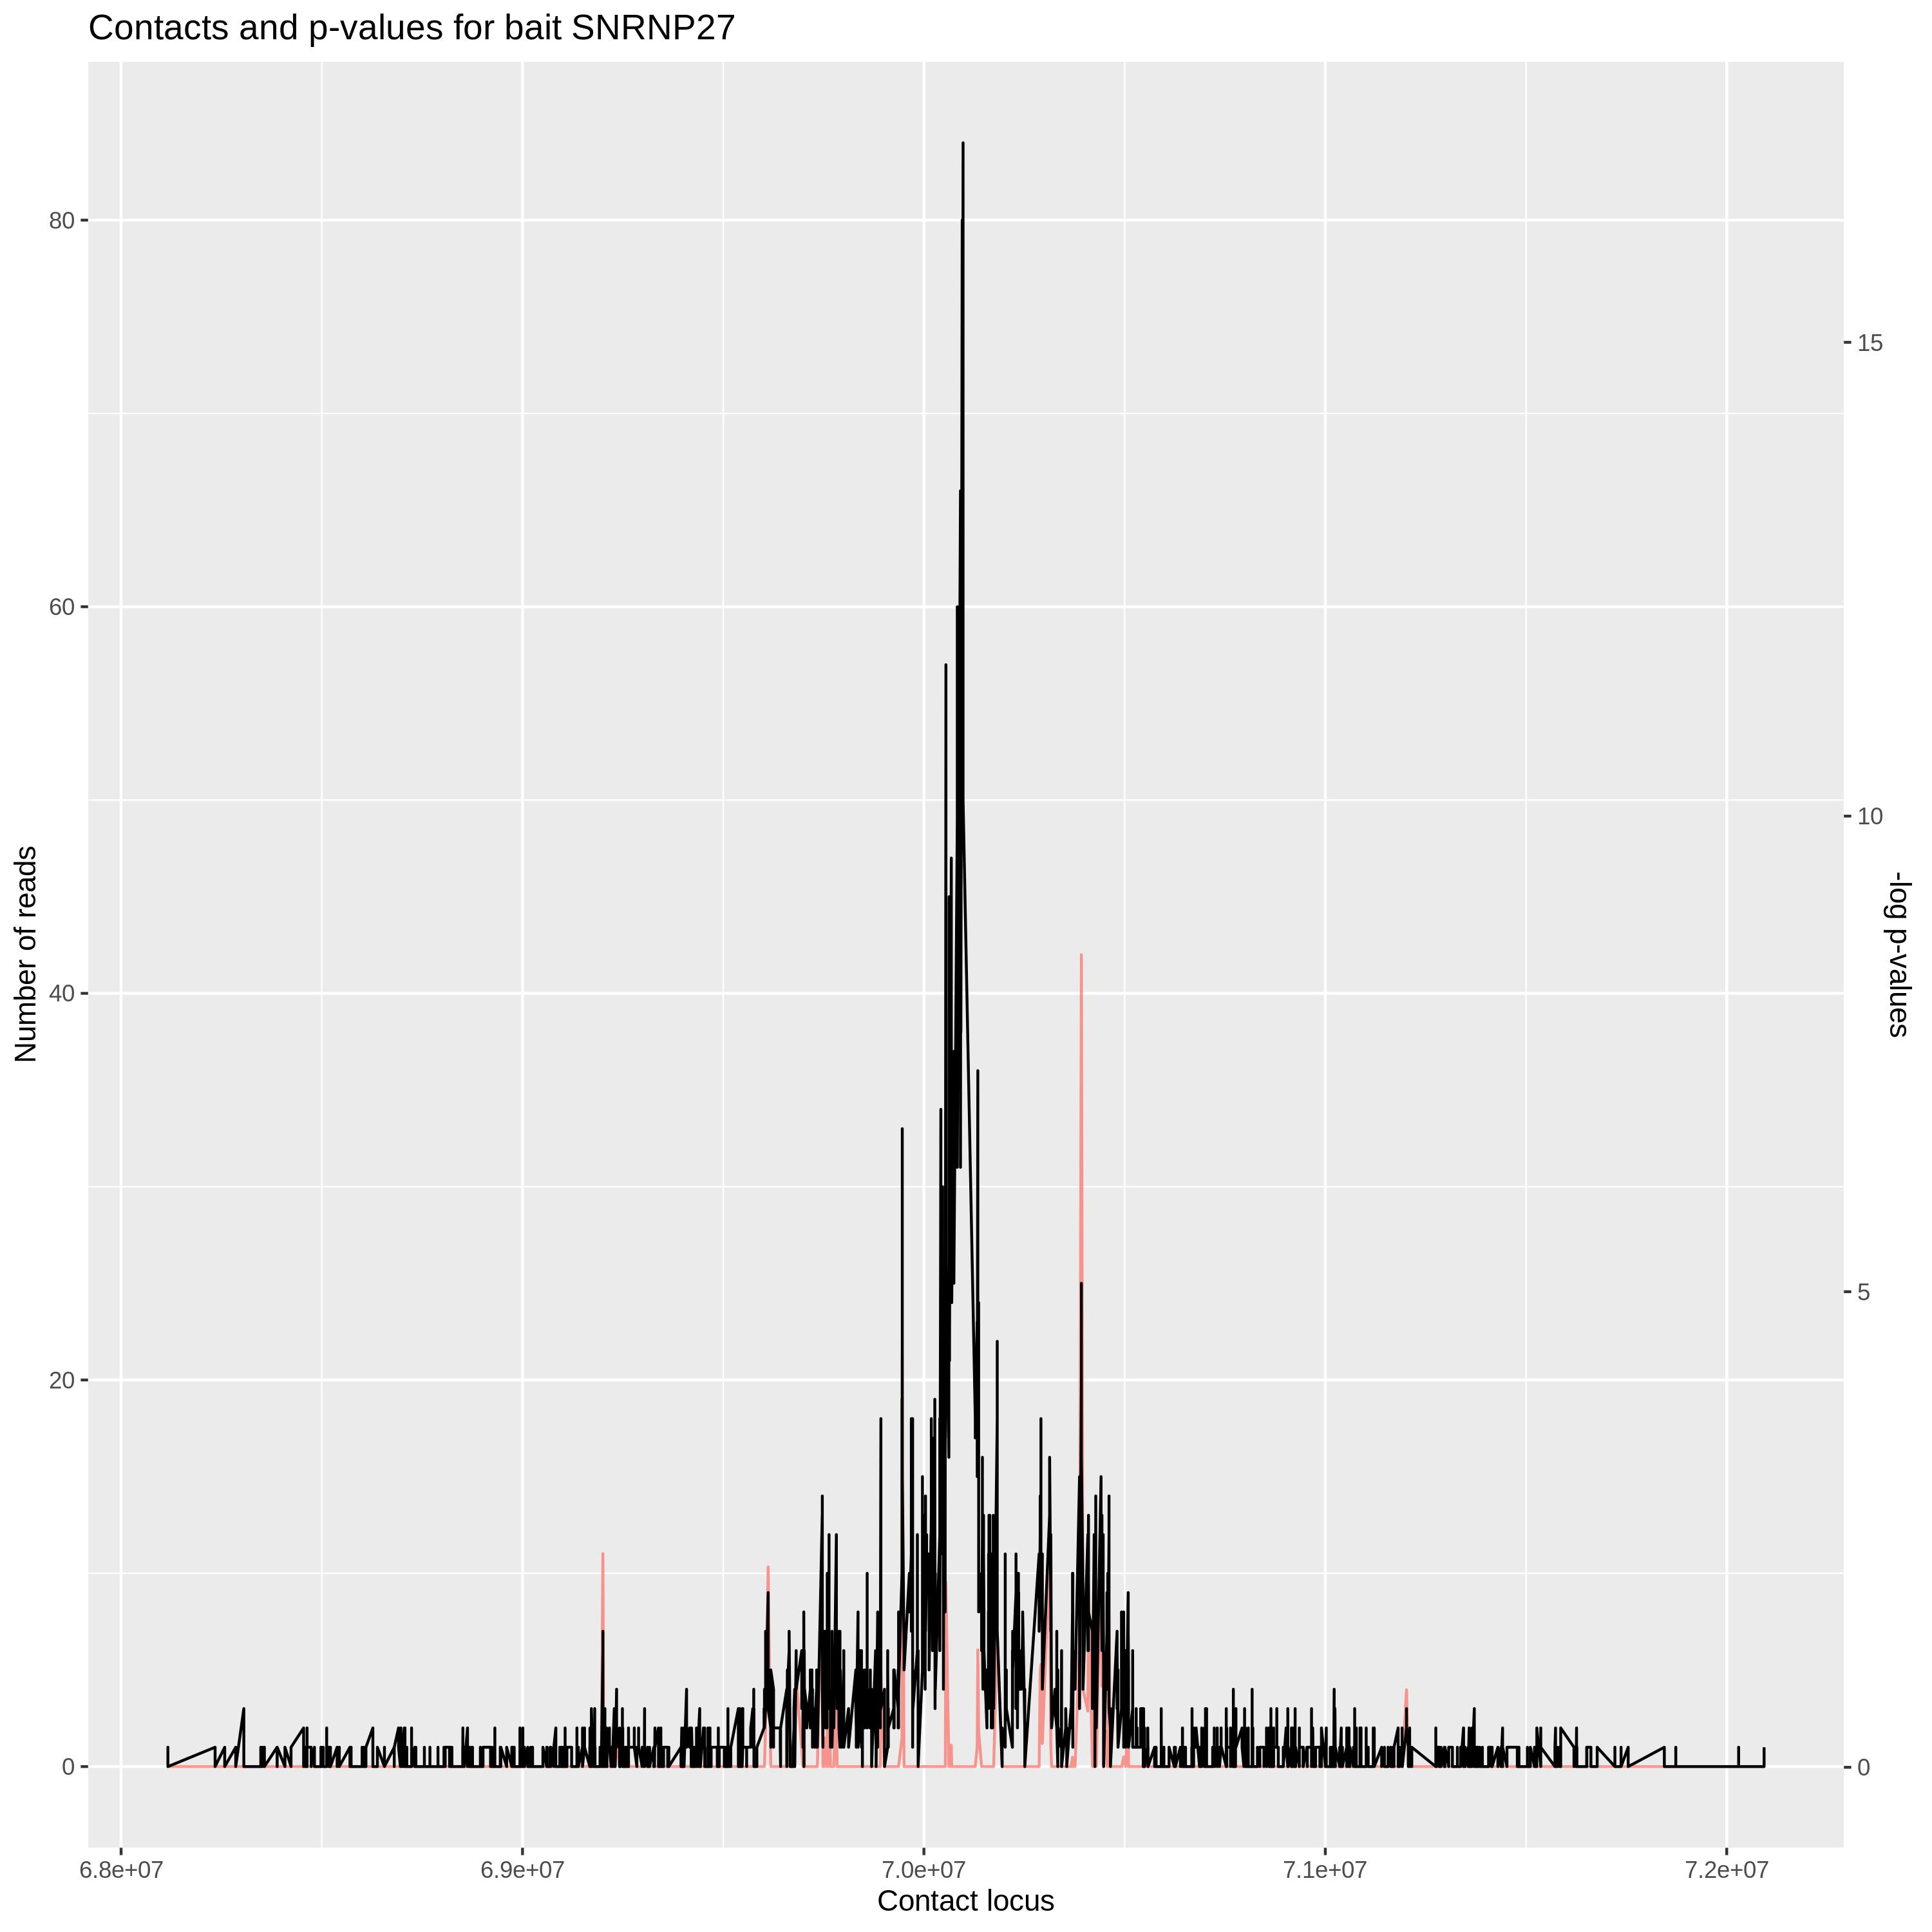 Contacts and p-values for bait SNRNP27
80
60
40
20
0
Number of reads
15
10
5
0
-log p-values
6.8e+07 6.9e+07 7.0e+07 7.1e+07 7.2e+07
Contact locus